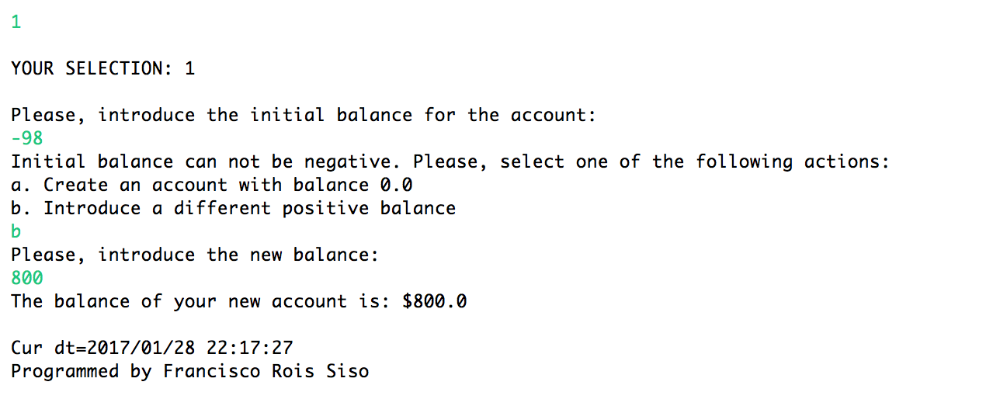 1
YOUR SELECTION: 1
Please, introduce the initial balance for the account:
-98
Initial balance can not be negative. Please, select one of the following actions:
a. Create an account with balance 0.0
b. Introduce a different positive balance
b
Please, introduce the new balance:
800
The balance of your new account is: $800.0
Cur dt=2017/01/28 22:17:27
Programmed by Francisco Rois Siso